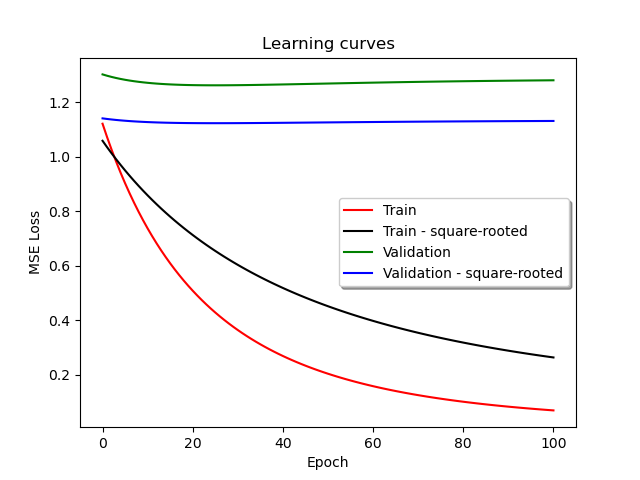 Learning curves
MSE Loss
1.2
1.0
0.8
0.6
0.4
0.2
Train
Train - square-rooted
Validation
Validation - square-rooted
0 20 40 60 80 100
Epoch